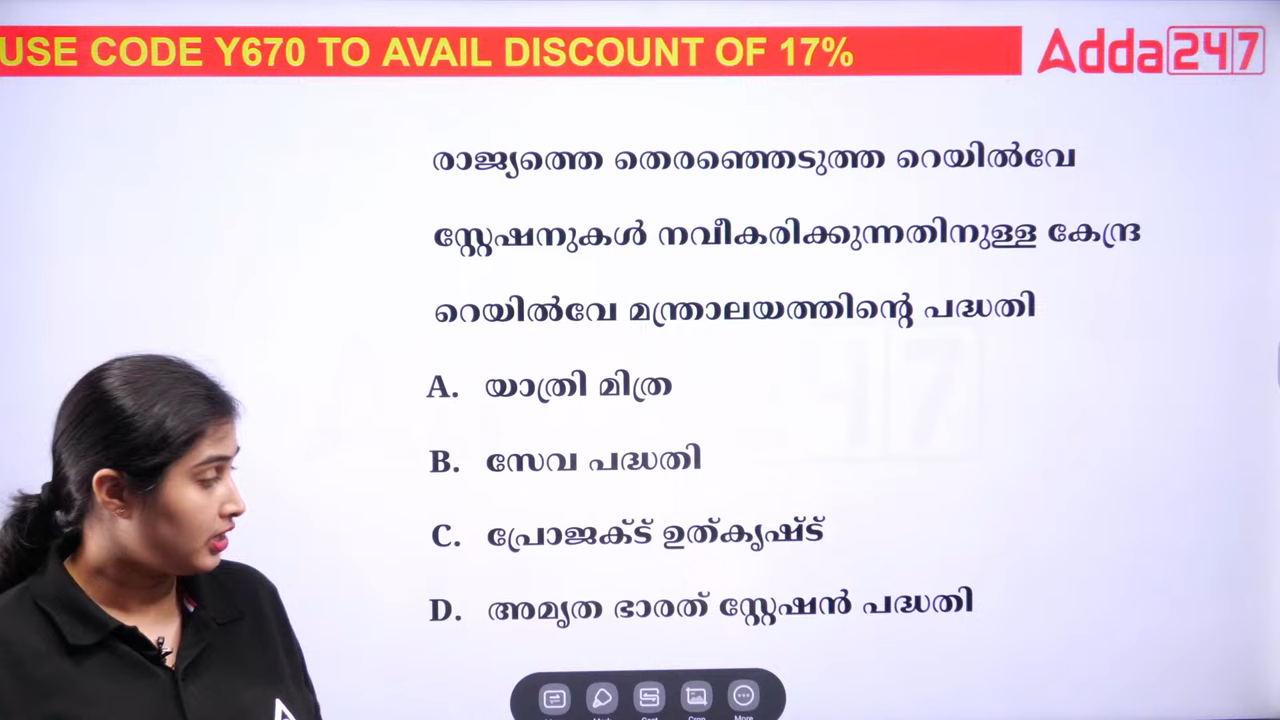 USE CODE Y670 TO AVAIL DISCOUNT OF 17%
Adda247
രാജ്യത്തെ തെരഞ്ഞെടുത്ത റെയിൽവേ
സ്റ്റേഷനുകൾ നവീകരിക്കുന്നതിനുള്ള കേന്ദ്ര
റെയിൽവേ മന്ത്രാലയത്തിന്റെ പദ്ധതി
A. യാത്രി മിത്ര
B. സേവ പദ്ധതി
C. പ്രോജക്ട് ഉത്കൃഷ്ട്
D. അമൃത ഭാരത് സ്റ്റേഷൻ പദ്ധതി